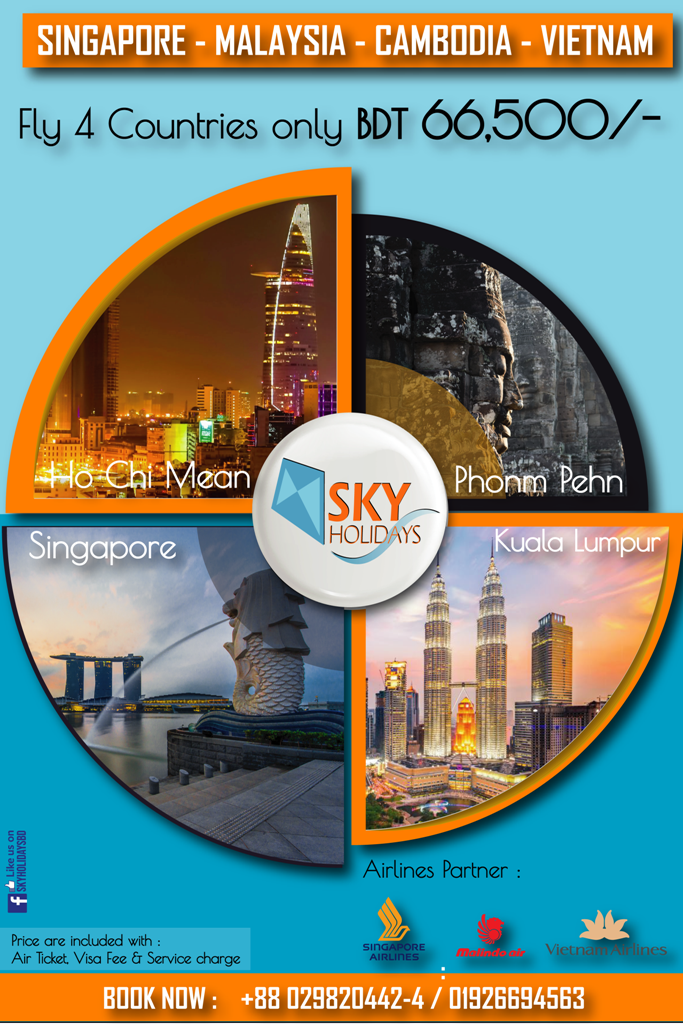 SINGAPORE - MALAYSIA - CAMBODIA - VIETNAM
Fly 4 Countries only BDT 66,500/-
Ho Chi Mean
Phonm Pehn
SKY
HOLIDAYS
Singapore
Kuala Lumpur
Like us on
f SKYHOLIDAYSBD
Airlines Partner :
SINGAPORE
AIRLINES
Malindo air
Vietnam Airlines
Price are included with :
Air Ticket, Visa Fee & Service charge
:
BOOK NOW : +88 029820442-4 / 01926694563